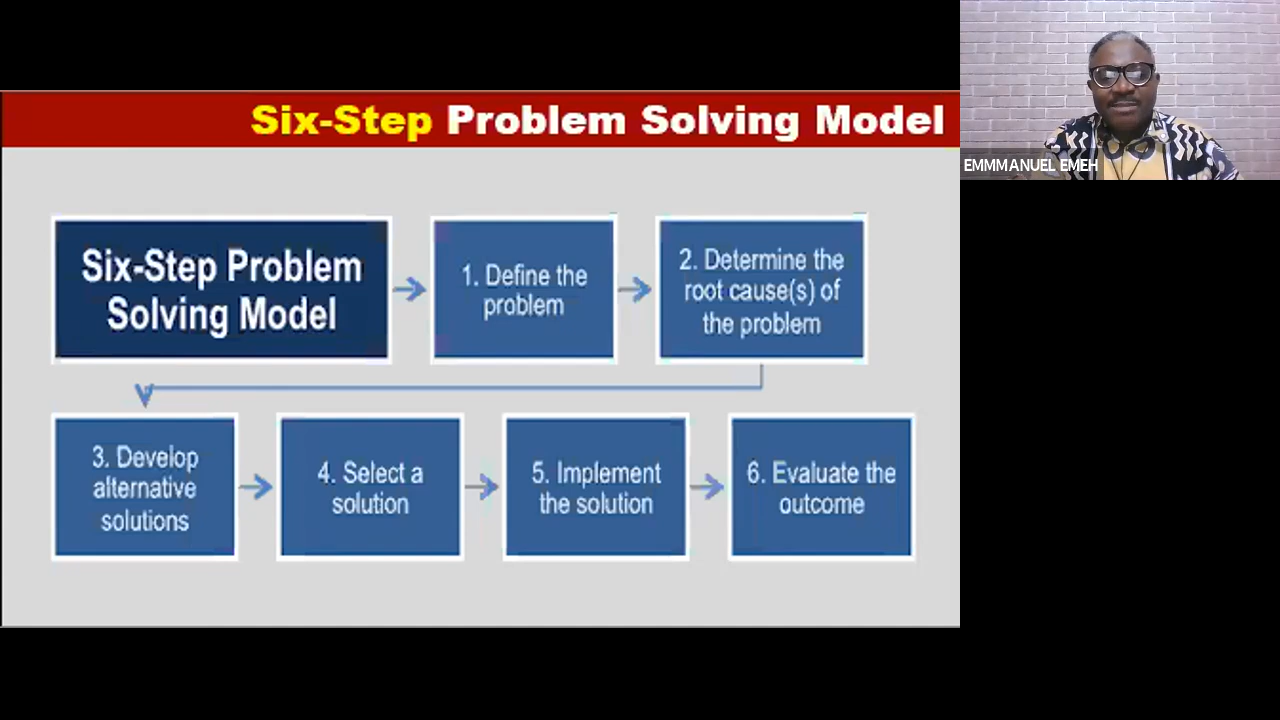 Six-Step Problem Solving Model
EMMMANUEL EMEH
Six-Step Problem
Solving Model
1. Define the
problem
2. Determine the
root cause(s) of
the problem
3. Develop
alternative
solutions
4. Select a
solution
5. Implement
the solution
6. Evaluate the
outcome